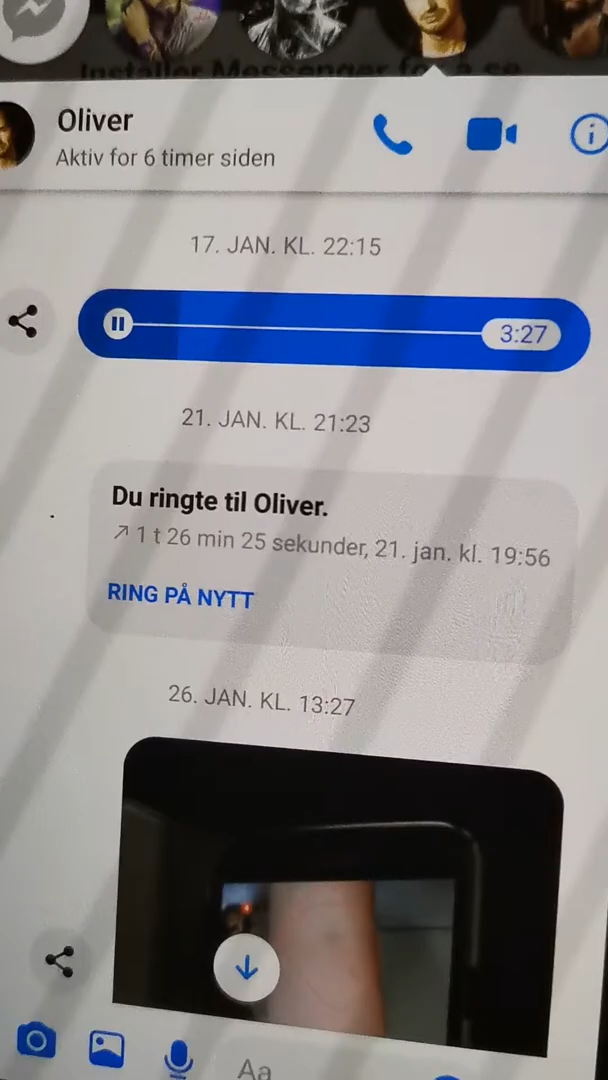 Installer Messenger for å se
Oliver
Aktiv for 6 timer siden
17. JAN. KL. 22:15
3:27
21. JAN. KL. 21:23
Du ringte til Oliver.
↗ 1 t 26 min 25 sekunder, 21. jan. kl. 19:56
RING PÅ NYTT
26. JAN. KL. 13:27
Aa